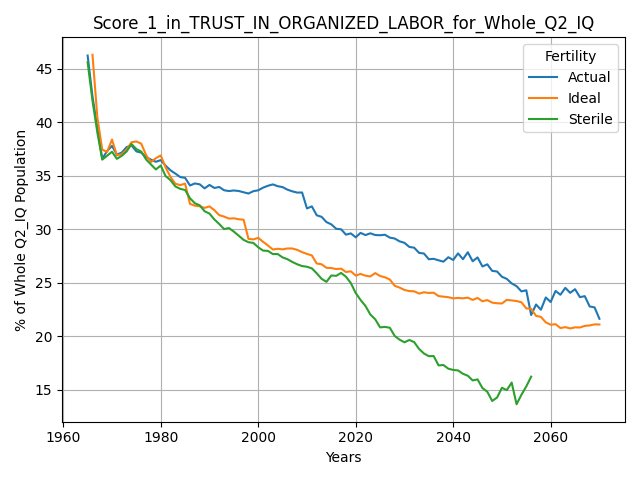 Score_1_in_TRUST_IN_ORGANIZED_LABOR_for_Whole_Q2_IQ
Fertility
Actual
Ideal
Sterile
% of Whole Q2_IQ Population
45
40
35
30
25
20
15
1960
1980
2000
2020
2040
2060
Years